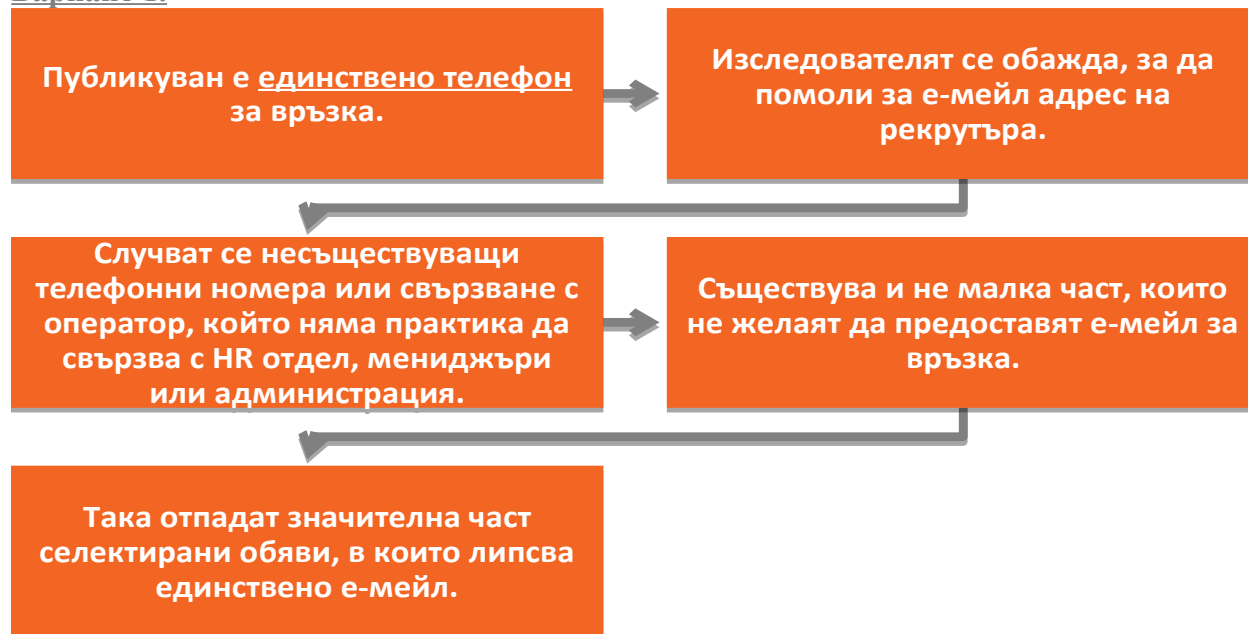 Публикуван е единствено телефон
за връзка.
Изследователят се обажда, за да
помоли за е-мейл адрес на
рекрутъра.
Случват се несъществуващи
телефонни номера или свързване с
оператор, който няма практика да
свързва с HR отдел, мениджъри
или администрация.
Съществува и не малка част, които
не желаят да предоставят е-мейл за
връзка.
Така отпадат значителна част
селектирани обяви, в които липсва
единствено е-мейл.